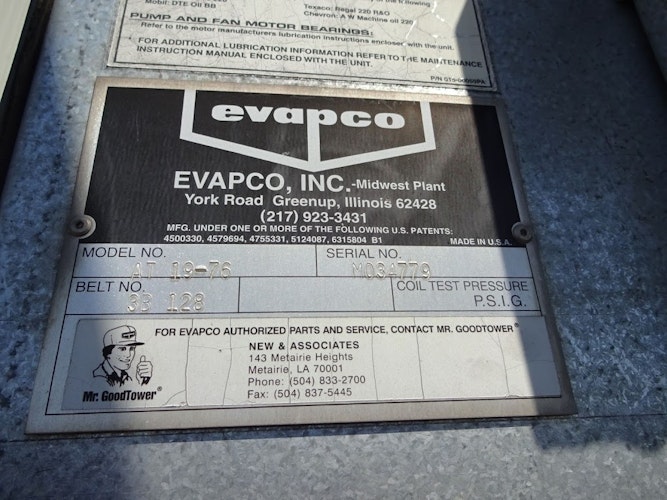 Mobil: DTE Oil BB
Texaco: Regal 220 R&O
Chevron: A W Machine oil 220
PUMP AND FAN MOTOR BEARINGS:
Refer to the motor manufacturers lubrication instructions enclosed with the unit.
FOR ADDITIONAL LUBRICATION INFORMATION REFER TO THE MAINTENANCE
INSTRUCTION MANUAL ENCLOSED WITH THE UNIT.
evapco
EVAPCO, INC.-Midwest Plant
York Road Greenup, Illinois 62428
(217) 923-3431
MFG. UNDER ONE OR MORE OF THE FOLLOWING U.S. PATENTS:
4500330, 4579694, 4755331, 5124087, 6315804 B1
MADE IN U.S.A.
MODEL NO. SERIAL NO.
AT 19-76 M034779
BELT NO. COIL TEST PRESSURE
3B 128 P.S.I.G.
FOR EVAPCO AUTHORIZED PARTS AND SERVICE, CONTACT MR. GOODTOWER®
NEW & ASSOCIATES
143 Metairie Heights
Metairie, LA 70001
Phone: (504) 833-2700
Fax: (504) 837-5445
Mr. GoodTower®